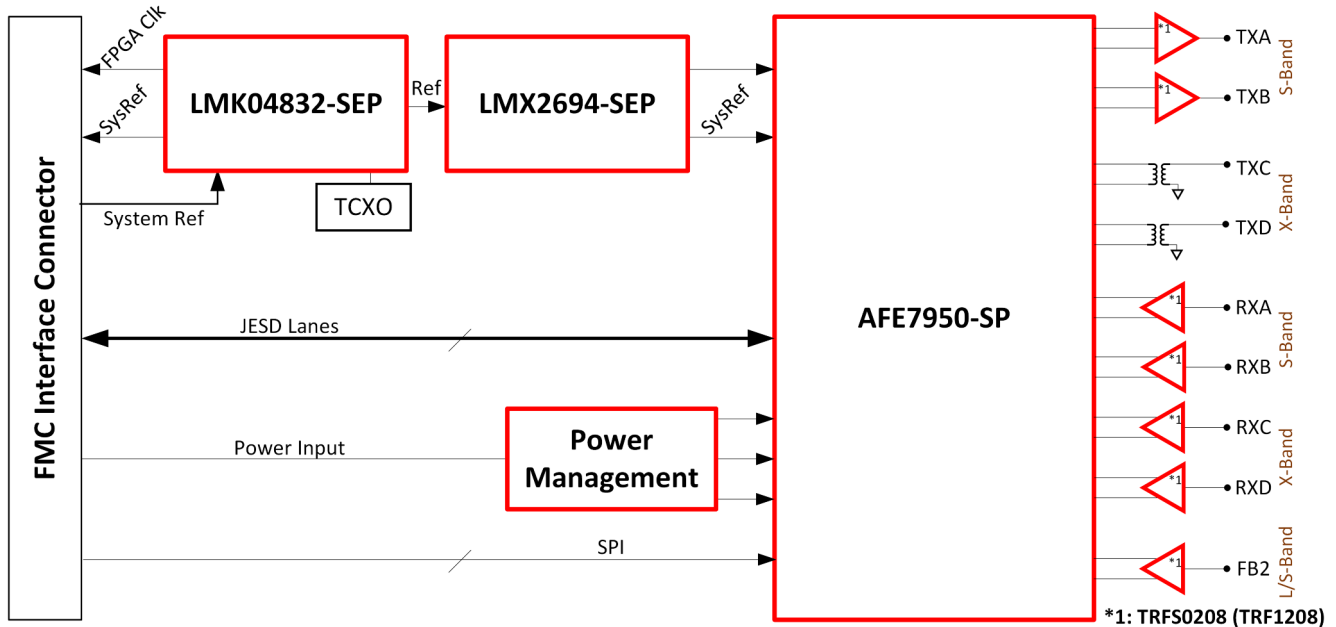 FMC Interface Connector
FPGA Clk
SysRef
System Ref
LMK04832-SEP
TCXO
Ref
LMX2694-SEP
SysRef
JESD Lanes
Power Input
Power
Management
SPI
AFE7950-SP
*1
TXA
*1
TXB
S-Band
TXC
TXD
X-Band
*1
RXA
*1
RXB
S-Band
*1
RXC
*1
RXD
X-Band
*1
FB2
L/S-Band
*1: TRFS0208 (TRF1208)